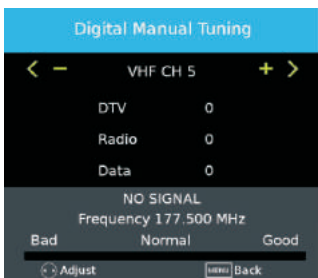 Digital Manual Tuning
< − VHF CH 5 + >
DTV 0
Radio 0
Data 0
NO SIGNAL
Frequency 177.500 MHz
Bad Normal Good
Adjust MENU Back